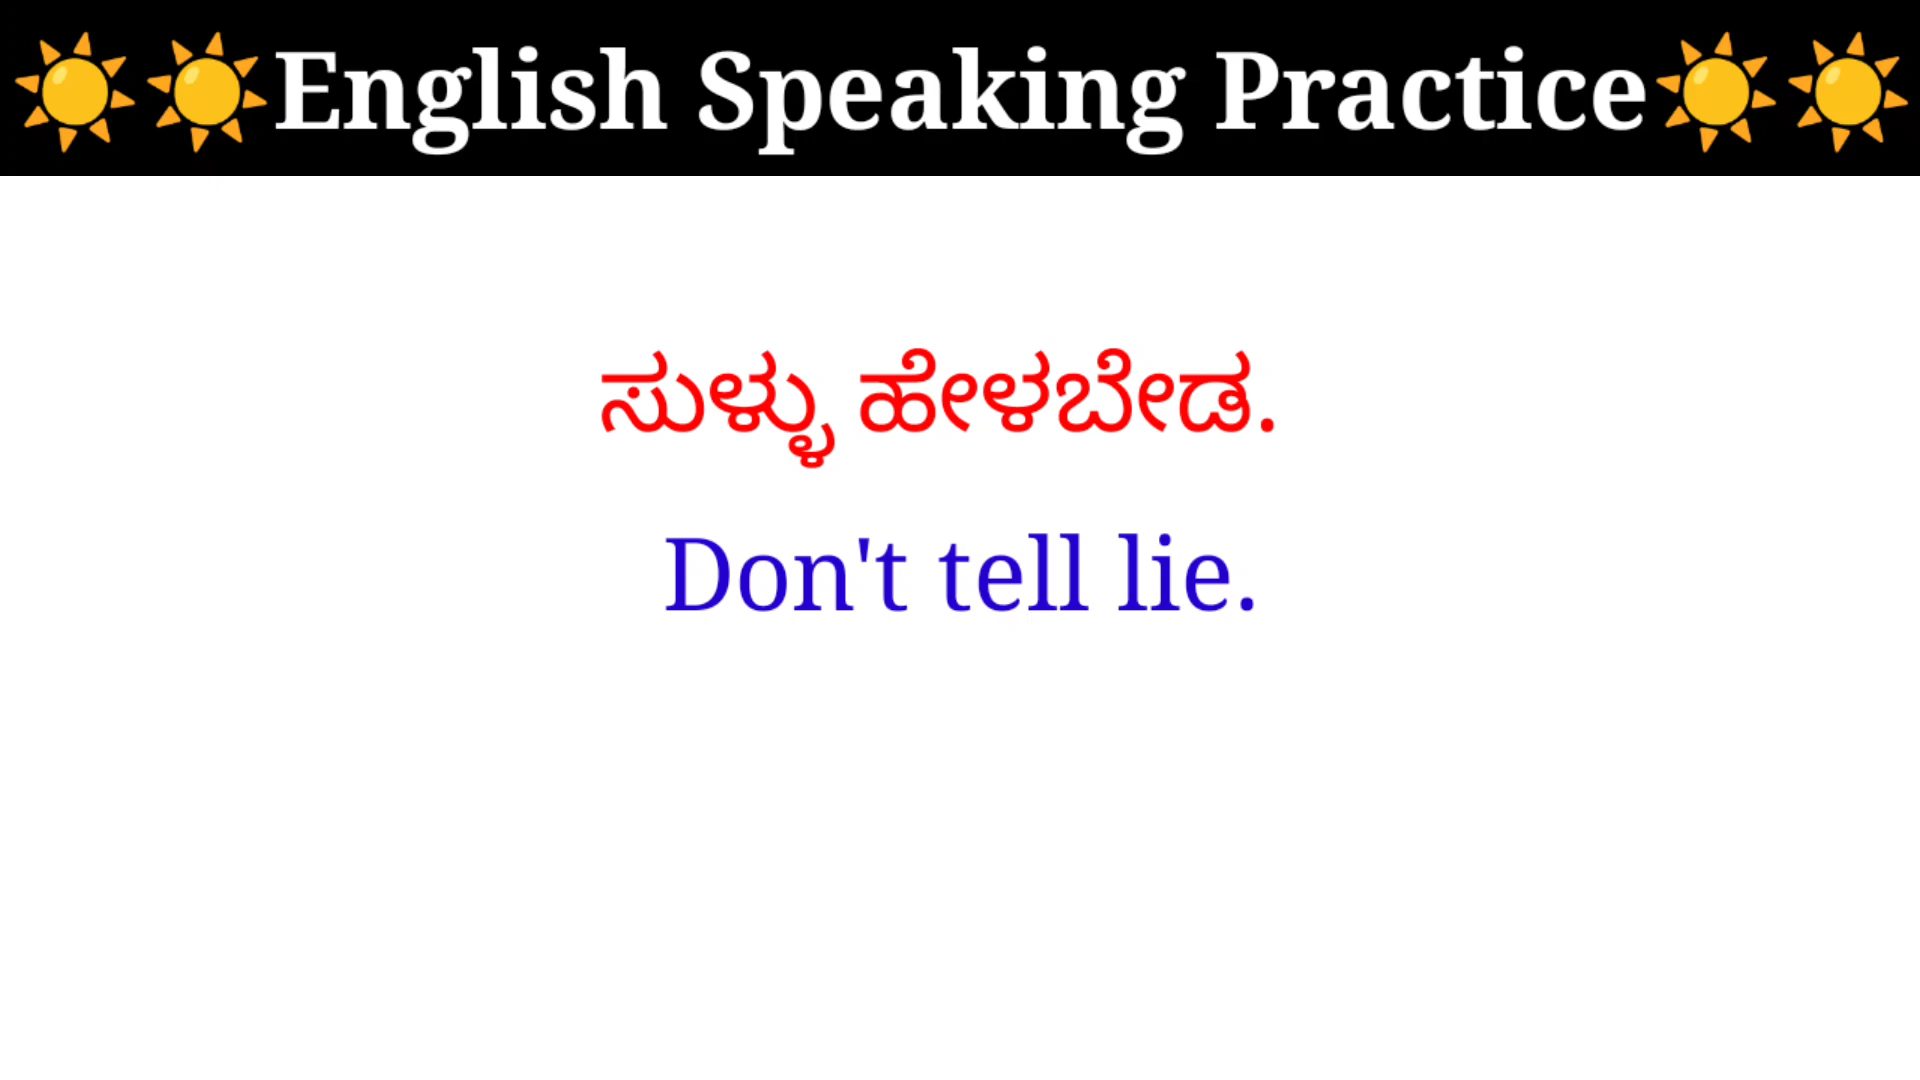 ☀️☀️English Speaking Practice☀️☀️
ಸುಳ್ಳು ಹೇಳಬೇಡ.
Don't tell lie.